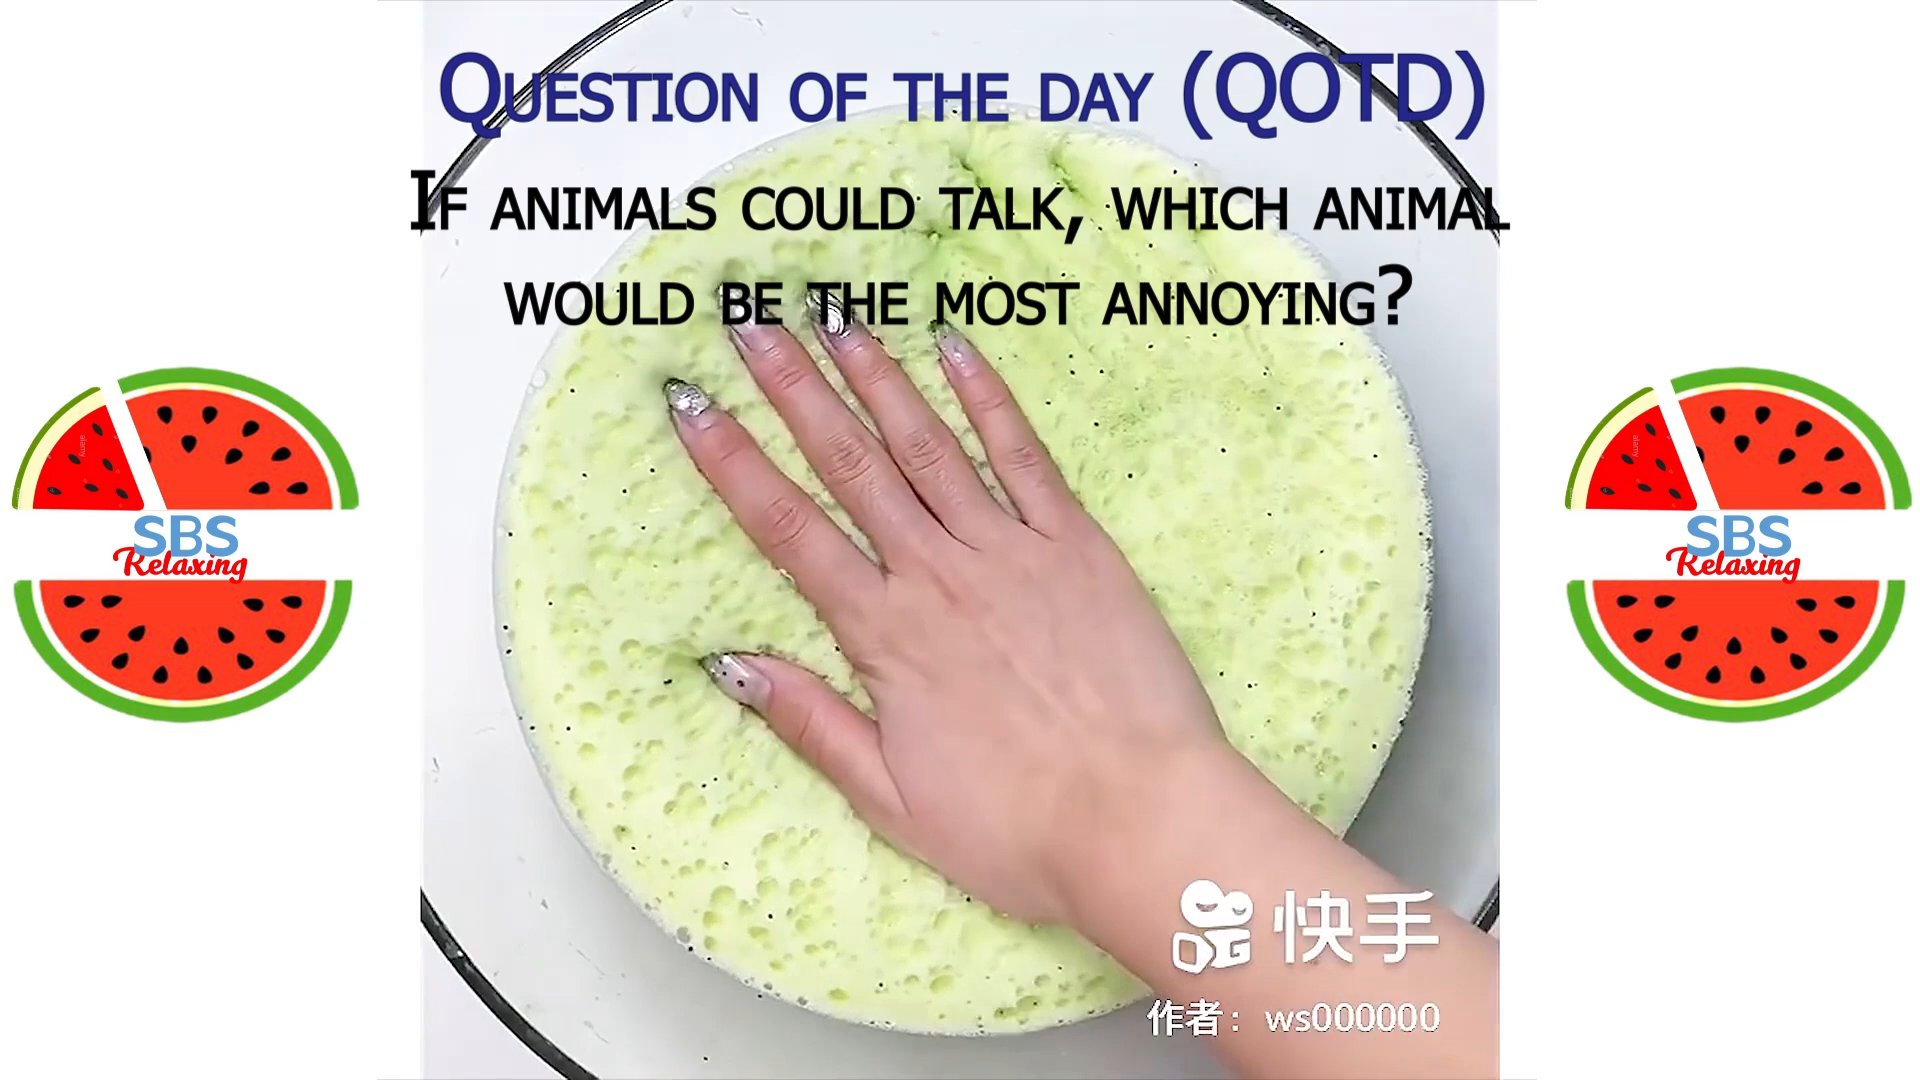 Question of the day (QOTD)
If animals could talk, which animal
would be the most annoying?
SBS
Relaxing
SBS
Relaxing
快手
作者: ws000000